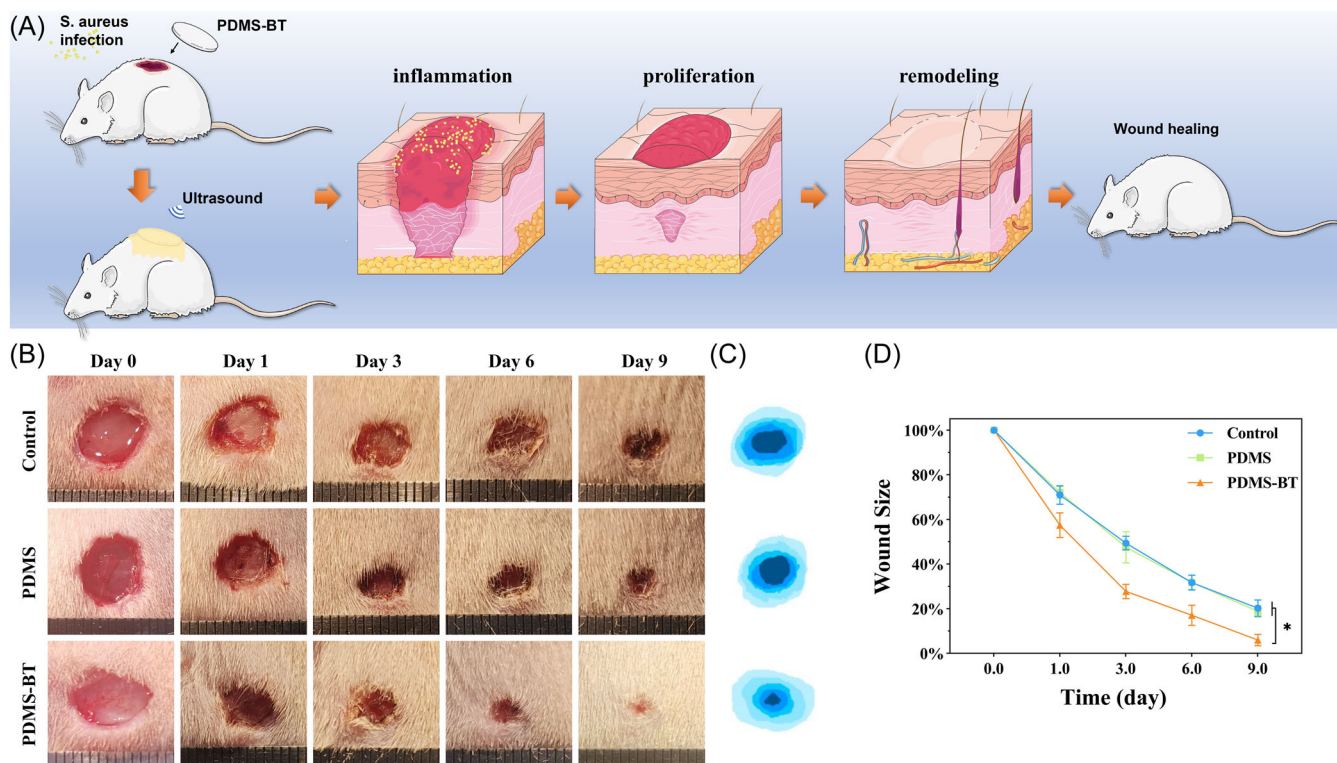 (A)
S. aureus
infection
PDMS-BT
Ultrasound
inflammation
proliferation
remodeling
Wound healing
(B)
Day 0
Day 1
Day 3
Day 6
Day 9
Control
PDMS
PDMS-BT
(C)
(D)
Wound Size
100%
80%
60%
40%
20%
0%
Control
PDMS
PDMS-BT
*
0.0
1.0
3.0
6.0
9.0
Time (day)